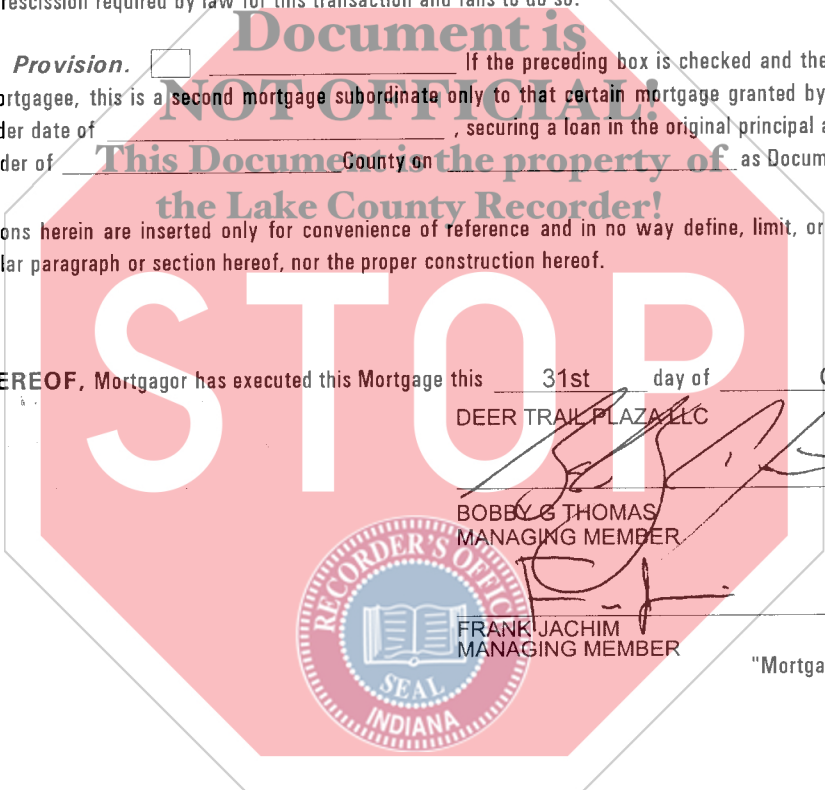 rescission required by law for this transaction and fails to do so.
Document is
Provision. If the preceding box is checked and the
NOT OFFICIAL!
ortgagee, this is a second mortgage subordinate only to that certain mortgage granted by
der date of , securing a loan in the original principal a
This Document is the property of
der of County on as Docum
the Lake County Recorder!
ons herein are inserted only for convenience of reference and in no way define, limit, or
lar paragraph or section hereof, nor the proper construction hereof.
STOP
EREOF, Mortgagor has executed this Mortgage this 31st day of
DEER TRAIL PLAZA LLC
BOBBY G THOMAS
MANAGING MEMBER
RECORDER'S OFFIC
FRANK JACHIM
MANAGING MEMBER
"Mortga
SEAL
INDIANA